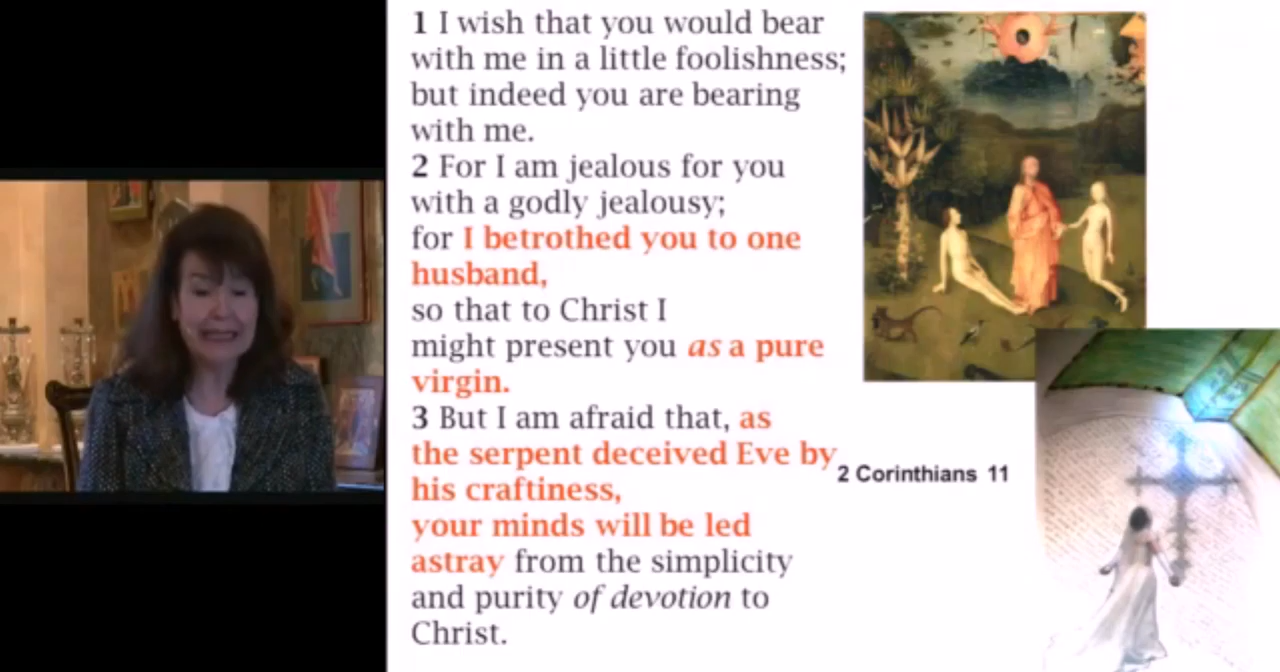 1 I wish that you would bear
with me in a little foolishness;
but indeed you are bearing
with me.
2 For I am jealous for you
with a godly jealousy;
for I betrothed you to one
husband,
so that to Christ I
might present you as a pure
virgin.
3 But I am afraid that, as
the serpent deceived Eve by
his craftiness,
your minds will be led
astray from the simplicity
and purity of devotion to
Christ.
2 Corinthians 11